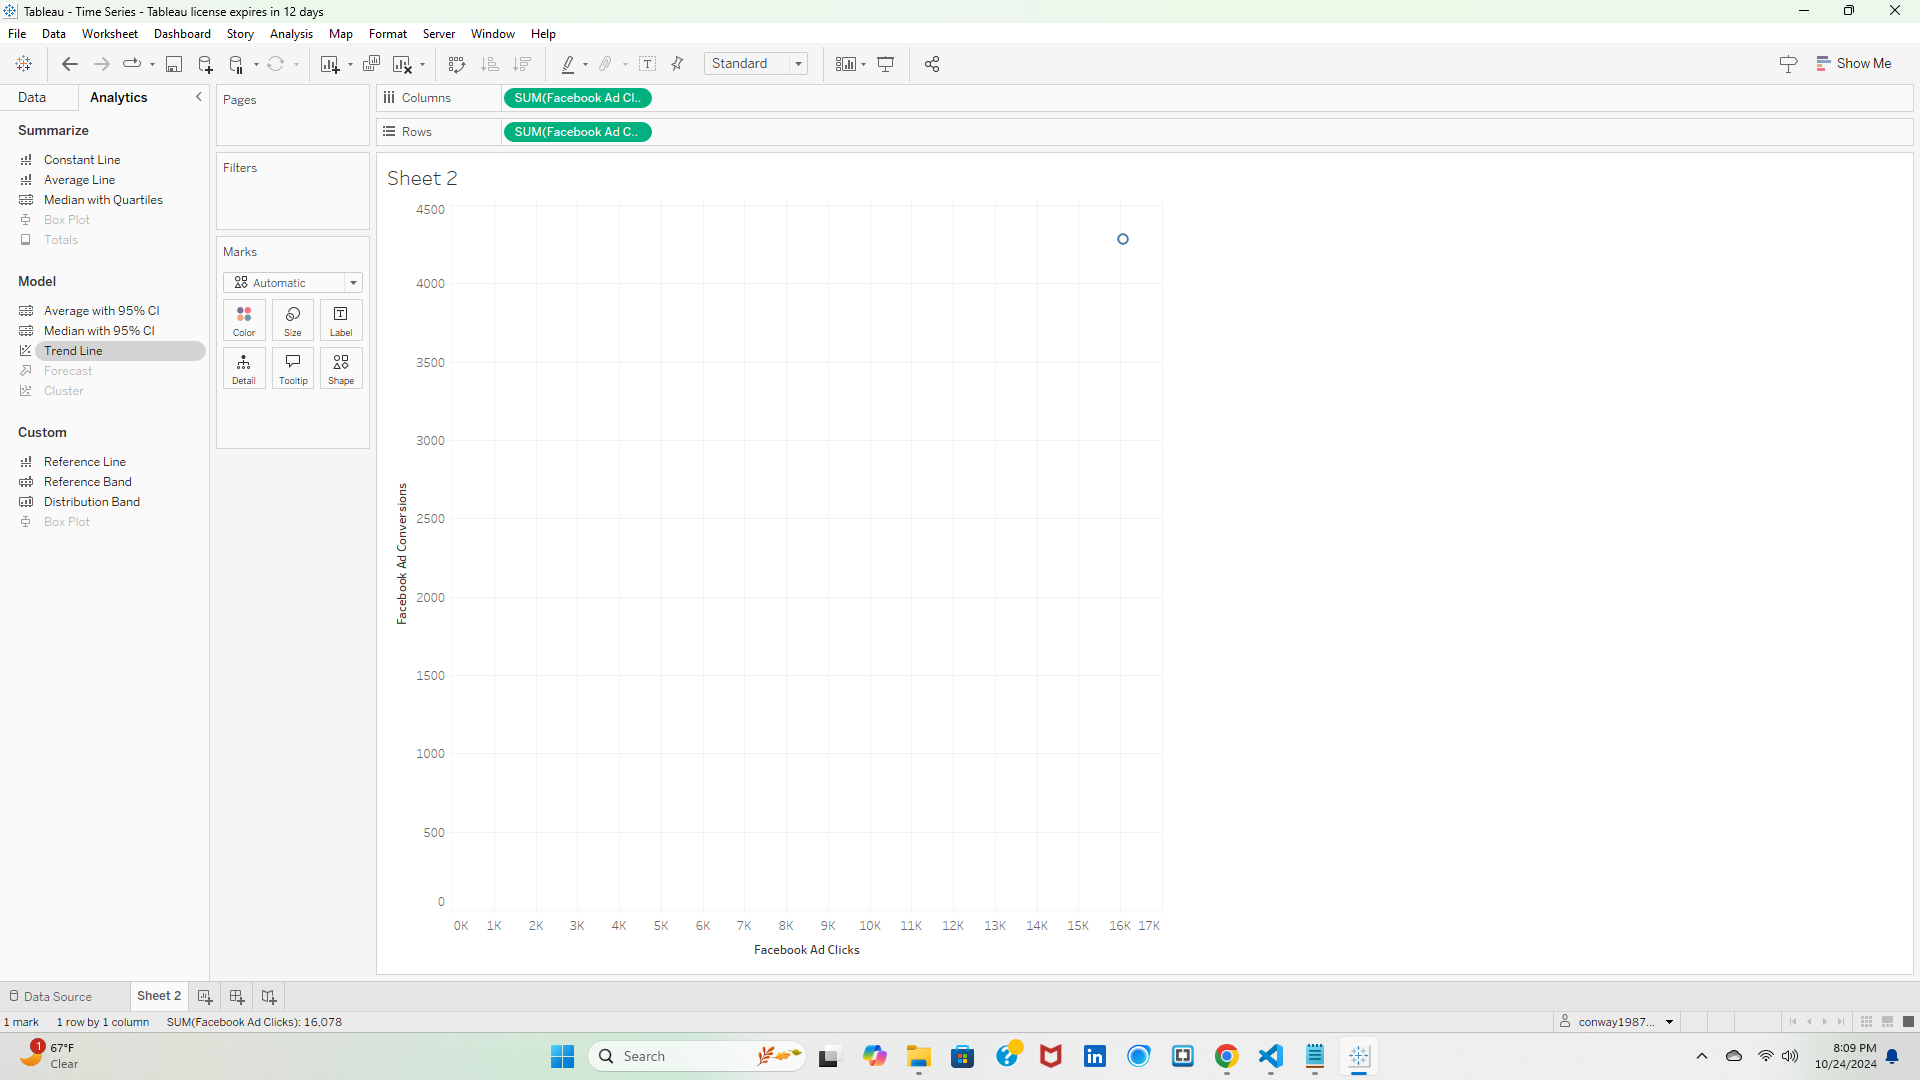 Tableau - Time Series - Tableau license expires in 12 days
File Data Worksheet Dashboard Story Analysis Map Format Server Window Help
Standard
Show Me
Data Analytics
Summarize
Constant Line
Average Line
Median with Quartiles
Box Plot
Totals
Model
Average with 95% CI
Median with 95% CI
Trend Line
Forecast
Cluster
Custom
Reference Line
Reference Band
Distribution Band
Box Plot
Pages
Filters
Marks
Automatic
Color Size Label
Detail Tooltip Shape
Columns SUM(Facebook Ad Cl..
Rows SUM(Facebook Ad C..
Sheet 2
4500
4000
3500
3000
2500
2000
1500
1000
500
0
Facebook Ad Conversions
0K 1K 2K 3K 4K 5K 6K 7K 8K 9K 10K 11K 12K 13K 14K 15K 16K 17K
Facebook Ad Clicks
Data Source Sheet 2
1 mark 1 row by 1 column SUM(Facebook Ad Clicks): 16,078
conway1987...
1
67°F
Clear
Search
8:09 PM
10/24/2024